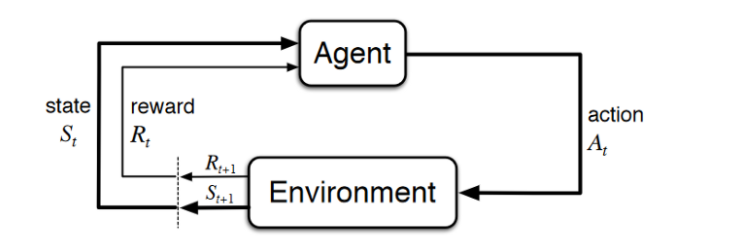 Agent
state
S_t
reward
R_t
action
A_t
R_{t+1}
S_{t+1}
Environment